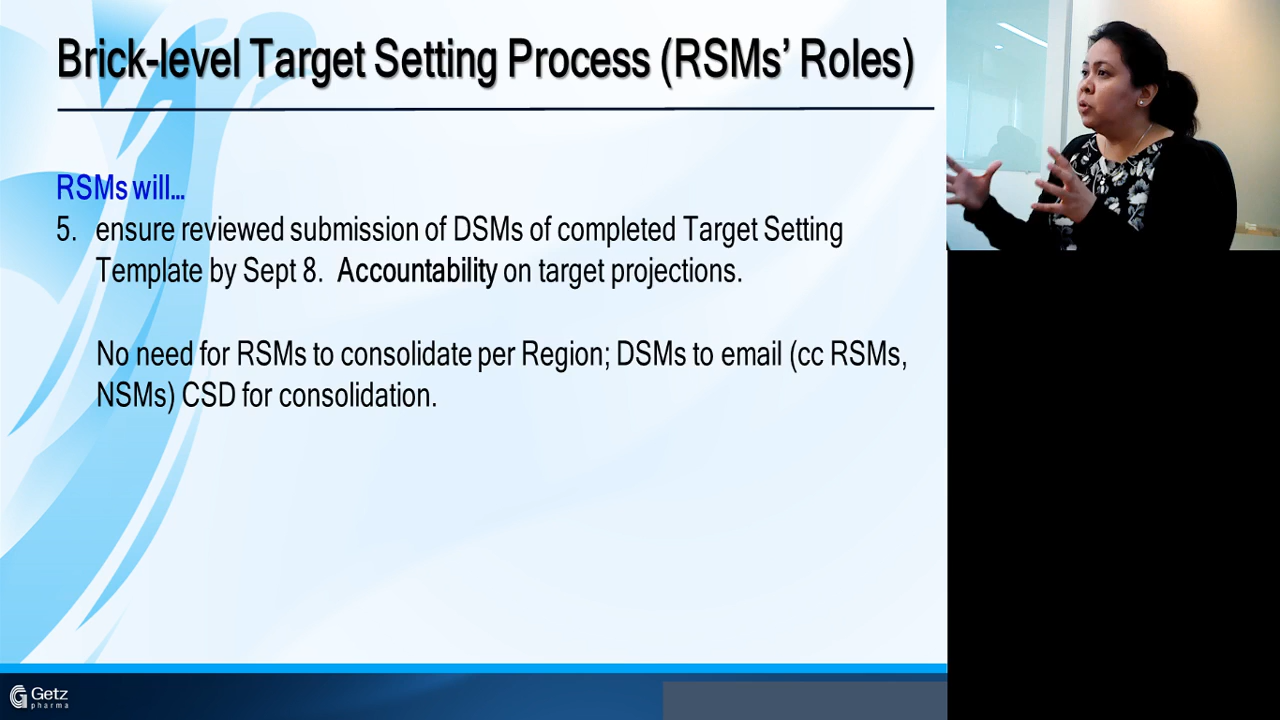 Brick-level Target Setting Process (RSMs’ Roles)
RSMs will...
5. ensure reviewed submission of DSMs of completed Target Setting
Template by Sept 8. Accountability on target projections.
No need for RSMs to consolidate per Region; DSMs to email (cc RSMs,
NSMs) CSD for consolidation.
Getz
pharma